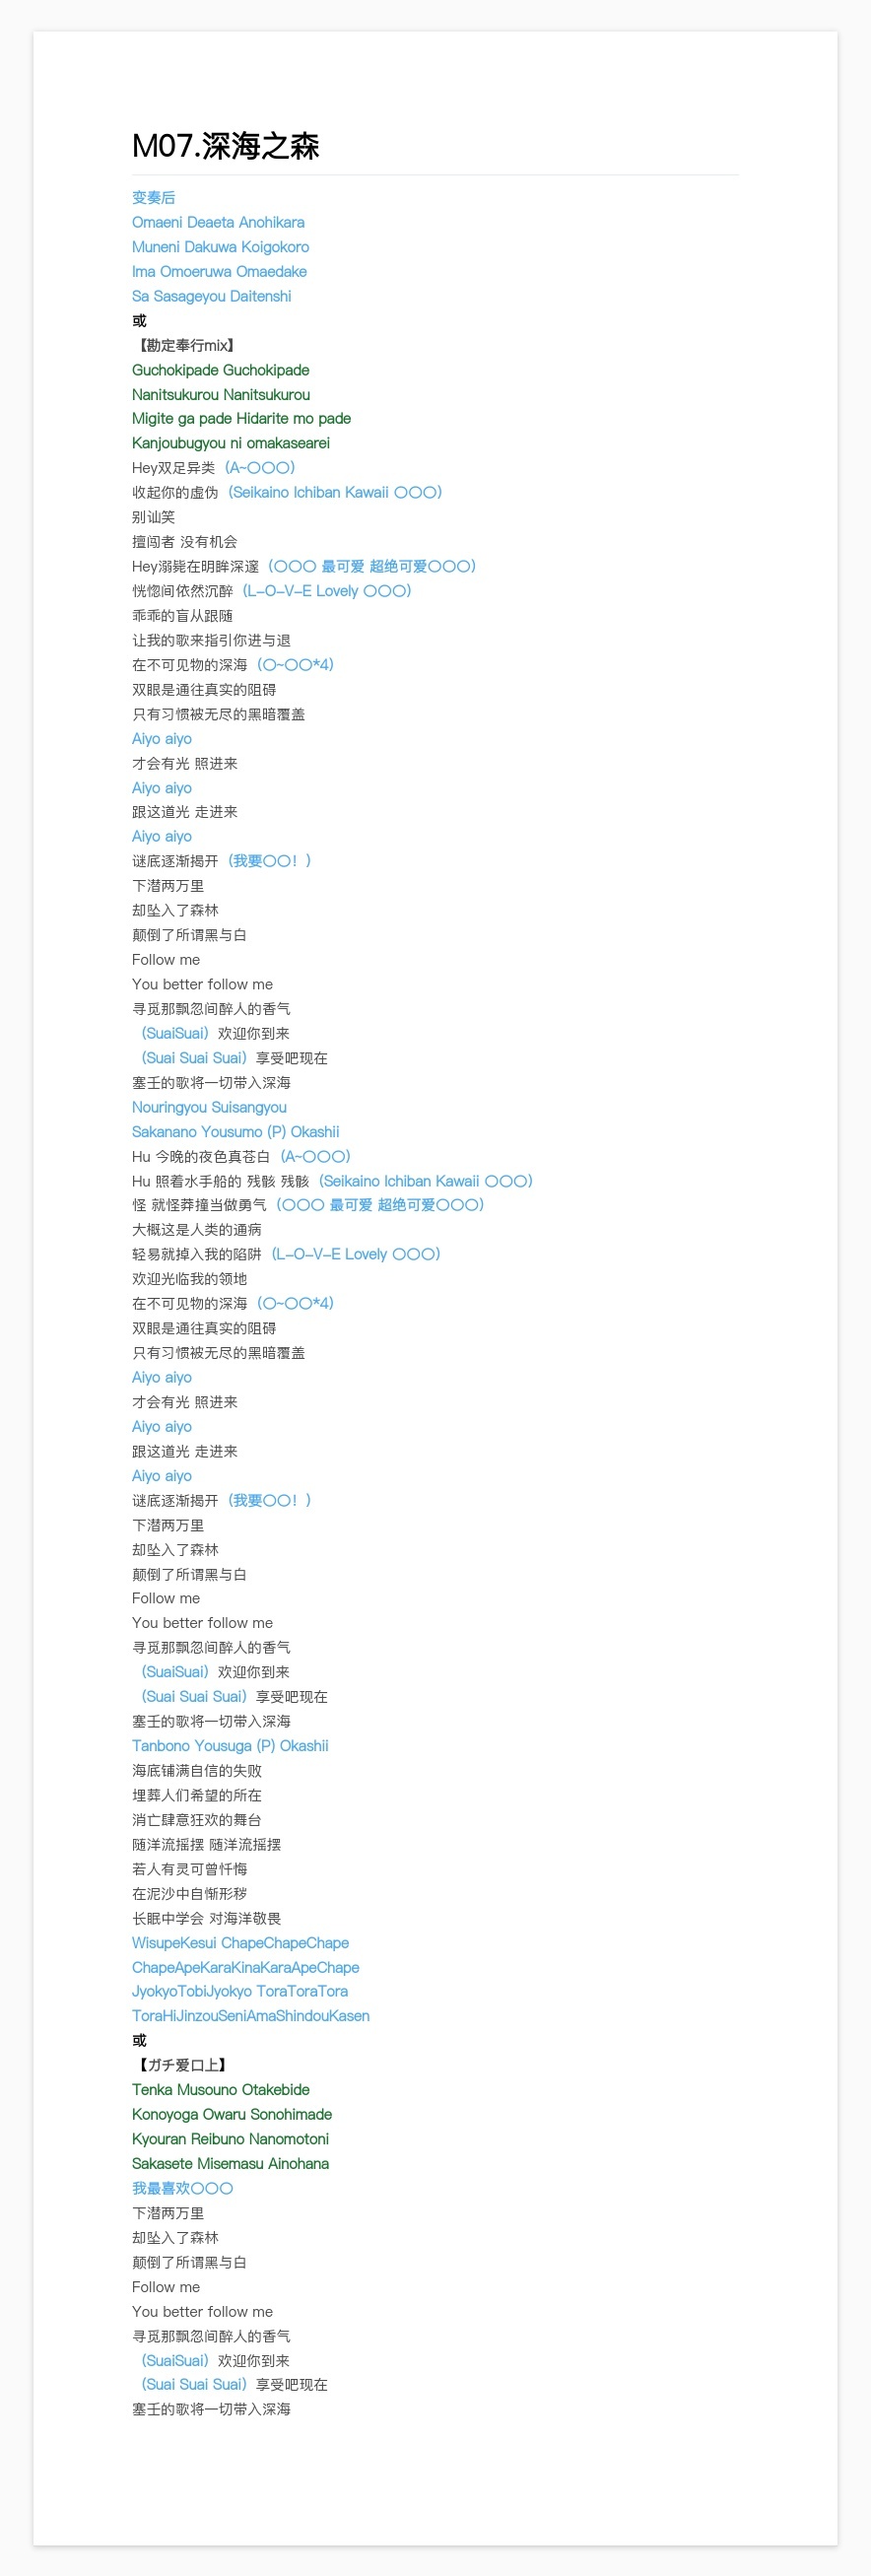 M07.深海之森
变奏后
Omaeni Deaeta Anohikara
Muneni Dakuwa Koigokoro
Ima Omoeruwa Omaedake
Sa Sasageyou Daitenshi
或
【勘定奉行mix】
Guchokipade Guchokipade
Nanitsukurou Nanitsukurou
Migite ga pade Hidarite mo pade
Kanjoubugyou ni omakasearei
Hey双足异类（A~〇〇〇）
收起你的虚伪（Seikaino Ichiban Kawaii 〇〇〇）
别讪笑
擅闯者 没有机会
Hey溺毙在明眸深邃（〇〇〇 最可爱 超绝可爱〇〇〇）
恍惚间依然沉醉（L-O-V-E Lovely 〇〇〇）
乖乖的盲从跟随
让我的歌来指引你进与退
在不可见物的深海（〇~〇〇*4）
双眼是通往真实的阻碍
只有习惯被无尽的黑暗覆盖
Aiyo aiyo
才会有光 照进来
Aiyo aiyo
跟这道光 走进来
Aiyo aiyo
谜底逐渐揭开（我要〇〇！）
下潜两万里
却坠入了森林
颠倒了所谓黑与白
Follow me
You better follow me
寻觅那飘忽间醉人的香气
（SuaiSuai）欢迎你到来
（Suai Suai Suai）享受吧现在
塞壬的歌将一切带入深海
Nouringyou Suisangyou
Sakanano Yousumo (P) Okashii
Hu 今晚的夜色真苍白（A~〇〇〇）
Hu 照着水手船的 残骸 残骸（Seikaino Ichiban Kawaii 〇〇〇）
怪 就怪莽撞当做勇气（〇〇〇 最可爱 超绝可爱〇〇〇）
大概这是人类的通病
轻易就掉入我的陷阱（L-O-V-E Lovely 〇〇〇）
欢迎光临我的领地
在不可见物的深海（〇~〇〇*4）
双眼是通往真实的阻碍
只有习惯被无尽的黑暗覆盖
Aiyo aiyo
才会有光 照进来
Aiyo aiyo
跟这道光 走进来
Aiyo aiyo
谜底逐渐揭开（我要〇〇！）
下潜两万里
却坠入了森林
颠倒了所谓黑与白
Follow me
You better follow me
寻觅那飘忽间醉人的香气
（SuaiSuai）欢迎你到来
（Suai Suai Suai）享受吧现在
塞壬的歌将一切带入深海
Tanbono Yousuga (P) Okashii
海底铺满自信的失败
埋葬人们希望的所在
消亡肆意狂欢的舞台
随洋流摇摆 随洋流摇摆
若人有灵可曾忏悔
在泥沙中自惭形秽
长眠中学会 对海洋敬畏
WisupeKesui ChapeChapeChape
ChapeApeKaraKinaKaraApeChape
JyokyoTobiJyokyo ToraToraTora
ToraHiJinzouSeniAmaShindouKasen
或
【ガチ爱口上】
Tenka Musouno Otakebide
Konoyoga Owaru Sonohimade
Kyouran Reibuno Nanomotoni
Sakasete Misemasu Ainohana
我最喜欢〇〇〇
下潜两万里
却坠入了森林
颠倒了所谓黑与白
Follow me
You better follow me
寻觅那飘忽间醉人的香气
（SuaiSuai）欢迎你到来
（Suai Suai Suai）享受吧现在
塞壬的歌将一切带入深海